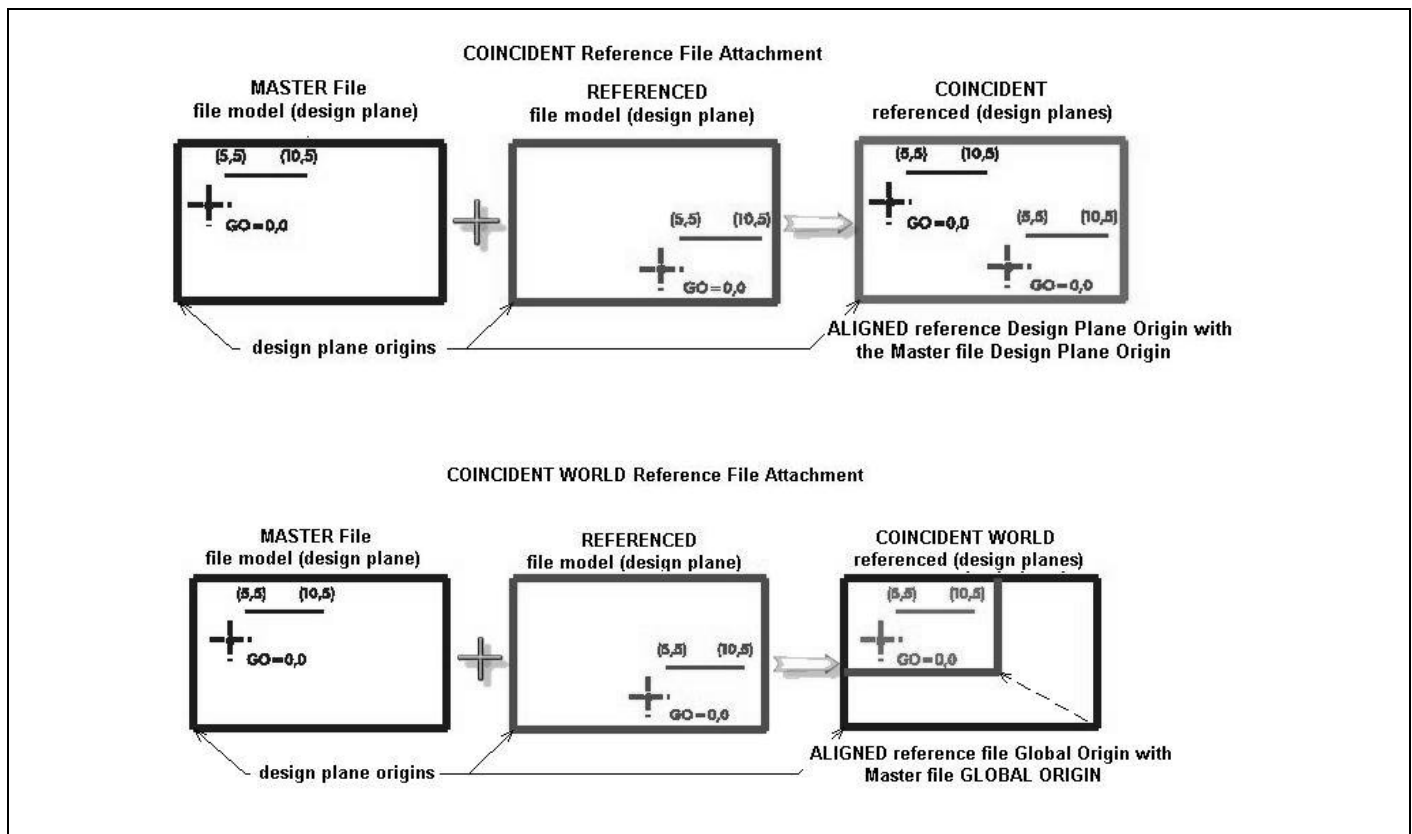 COINCIDENT Reference File Attachment
MASTER File
file model (design plane)
REFERENCED
file model (design plane)
COINCIDENT
referenced (design planes)
(5,5) (10,5)
GO=0,0
(5,5) (10,5)
GO=0,0
(5,5) (10,5)
GO=0,0
(5,5) (10,5)
GO=0,0
design plane origins
ALIGNED reference Design Plane Origin with
the Master file Design Plane Origin
COINCIDENT WORLD Reference File Attachment
MASTER File
file model (design plane)
REFERENCED
file model (design plane)
COINCIDENT WORLD
referenced (design planes)
(5,5) (10,5)
GO=0,0
(5,5) (10,5)
GO=0,0
(5,5) (10,5)
GO=0,0
design plane origins
ALIGNED reference file Global Origin with
Master file GLOBAL ORIGIN